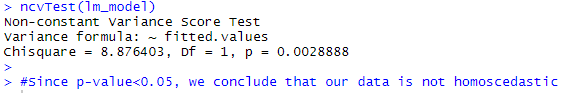 > ncvTest(lm_model)
Non-constant Variance Score Test
Variance formula: ~ fitted.values
Chisquare = 8.876403, Df = 1, p = 0.0028888
>
> #Since p-value<0.05, we conclude that our data is not homoscedastic